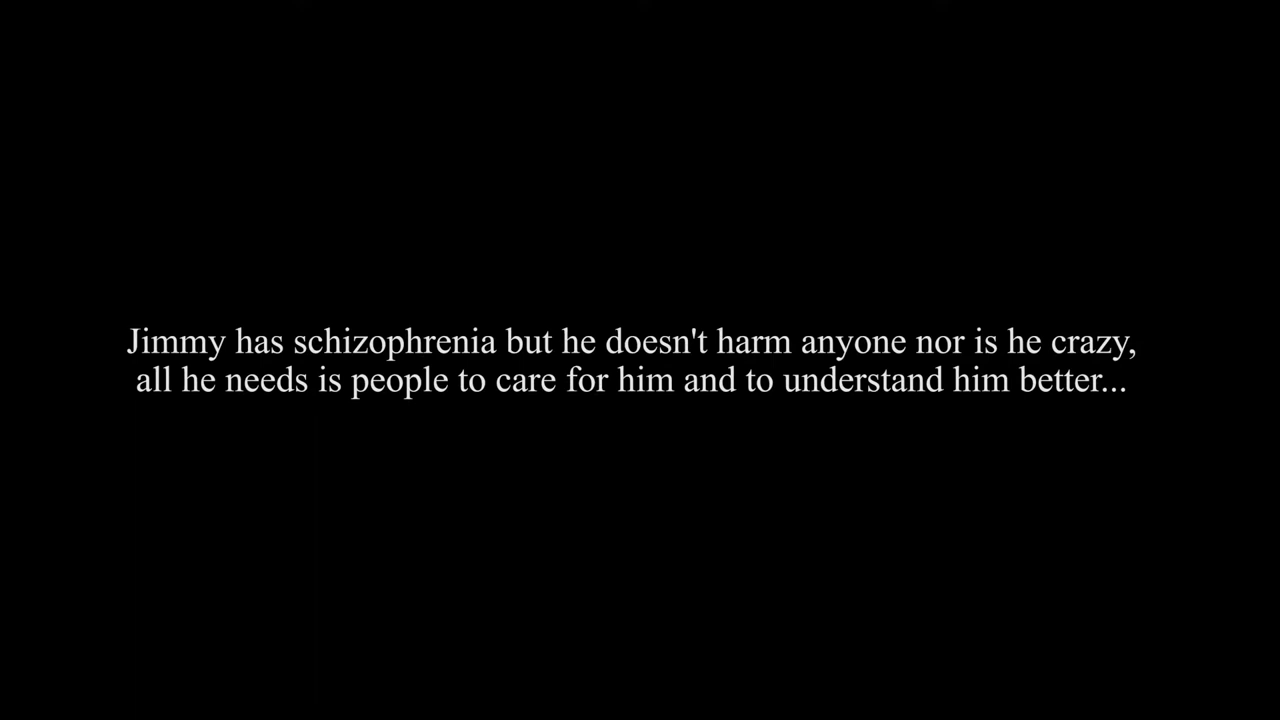 Jimmy has schizophrenia but he doesn't harm anyone nor is he crazy,
all he needs is people to care for him and to understand him better...